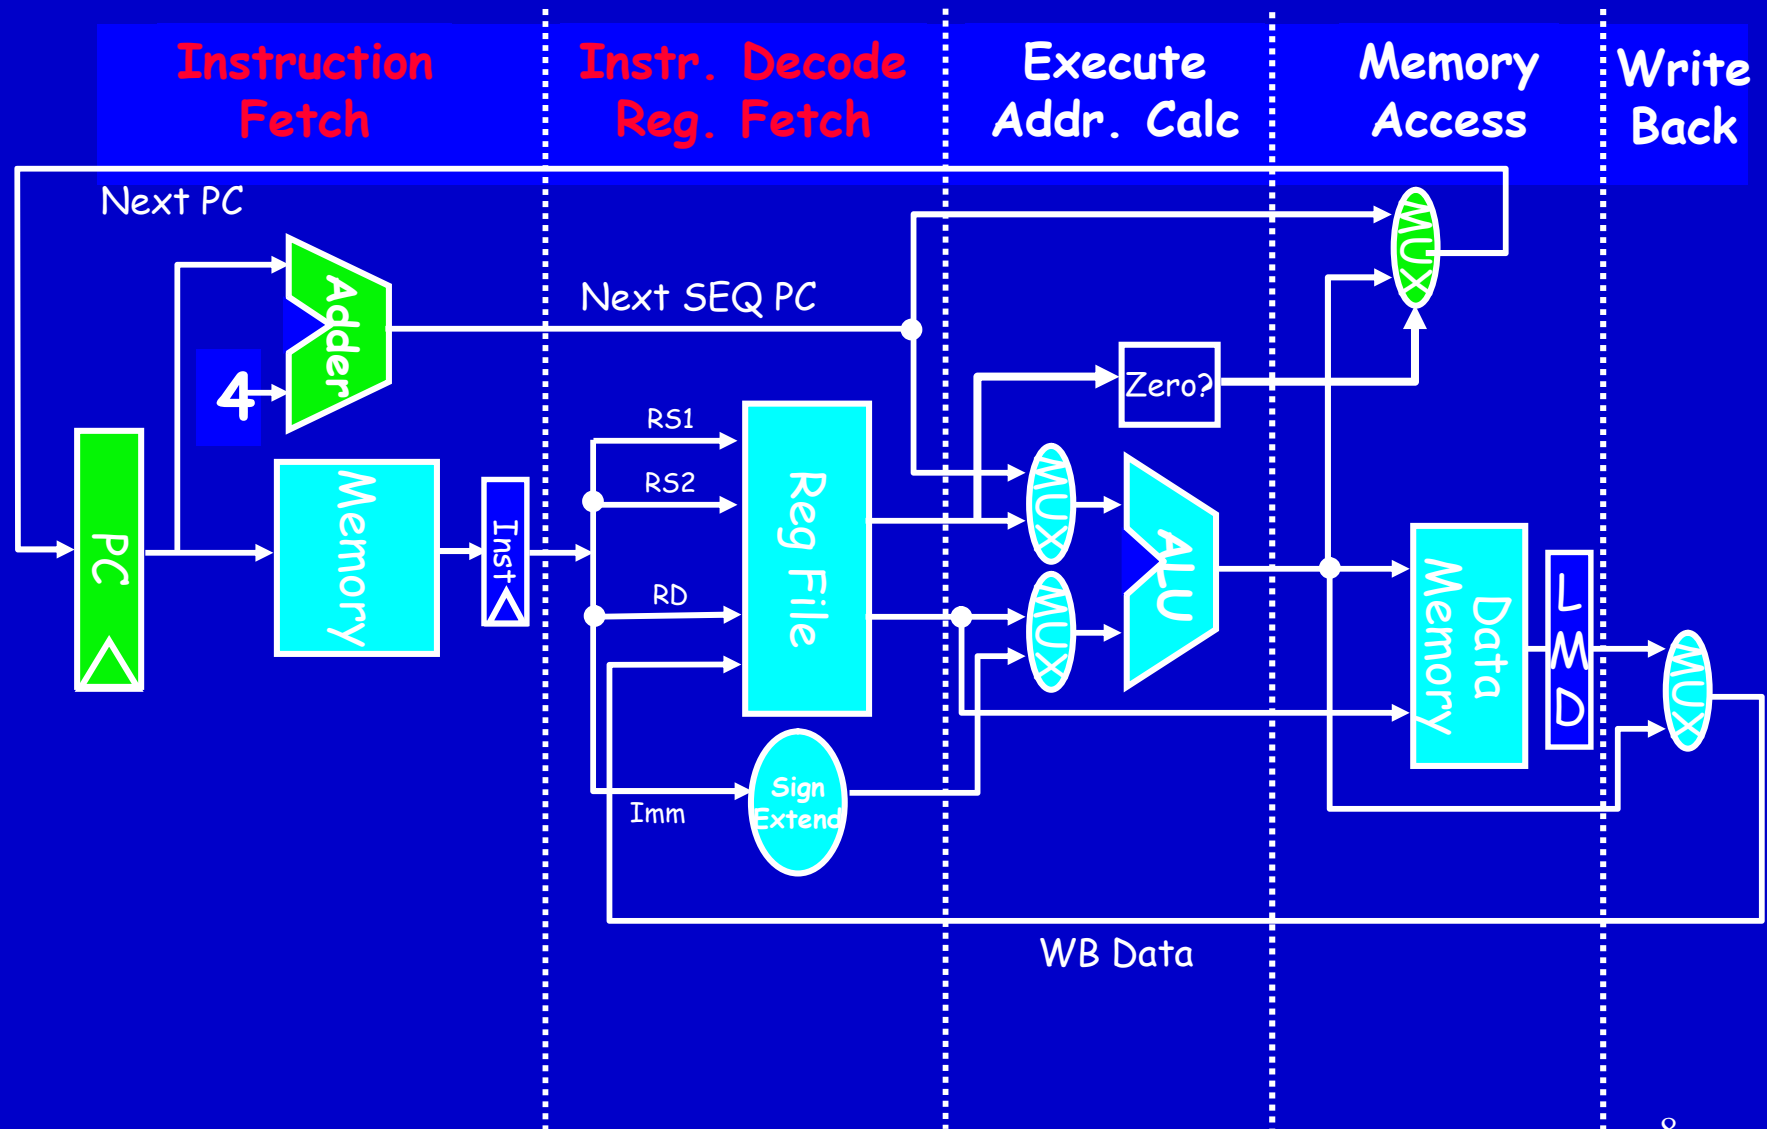 Instruction
Fetch
Instr. Decode
Reg. Fetch
Execute
Addr. Calc
Memory
Access
Write
Back
Next PC
MUX
Adder
Next SEQ PC
4
Zero?
RS1
RS2
RD
Imm
PC
Memory
Inst
Reg File
Sign
Extend
MUX
MUX
ALU
Data
Memory
L
M
D
MUX
WB Data
8